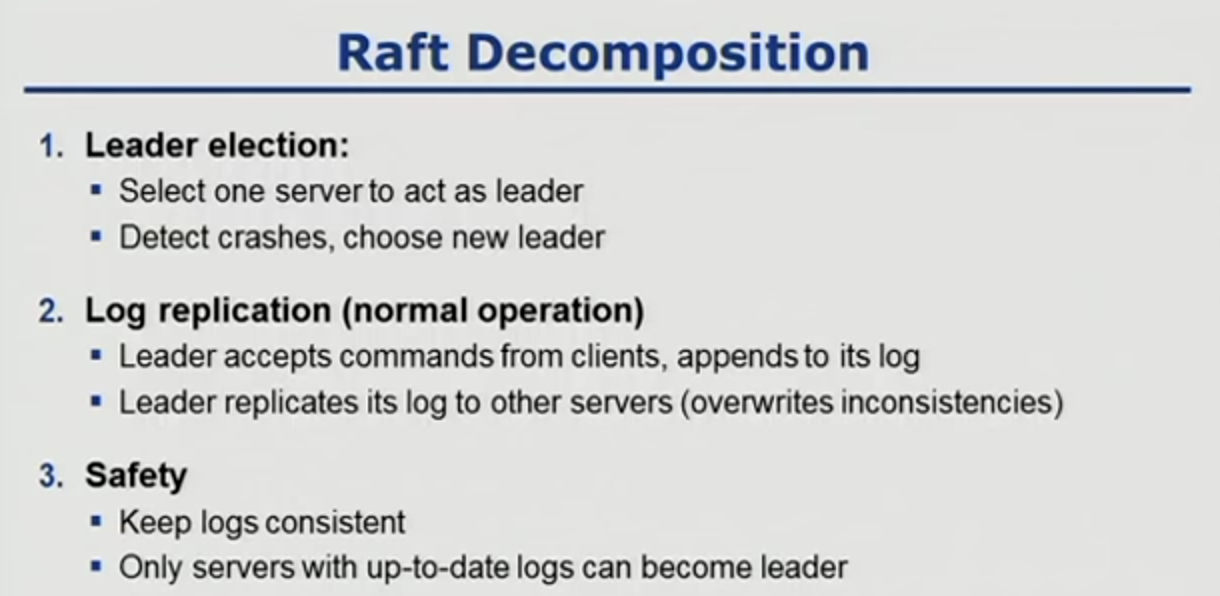 Raft Decomposition
1. Leader election:
▪ Select one server to act as leader
▪ Detect crashes, choose new leader
2. Log replication (normal operation)
▪ Leader accepts commands from clients, appends to its log
▪ Leader replicates its log to other servers (overwrites inconsistencies)
3. Safety
▪ Keep logs consistent
▪ Only servers with up-to-date logs can become leader